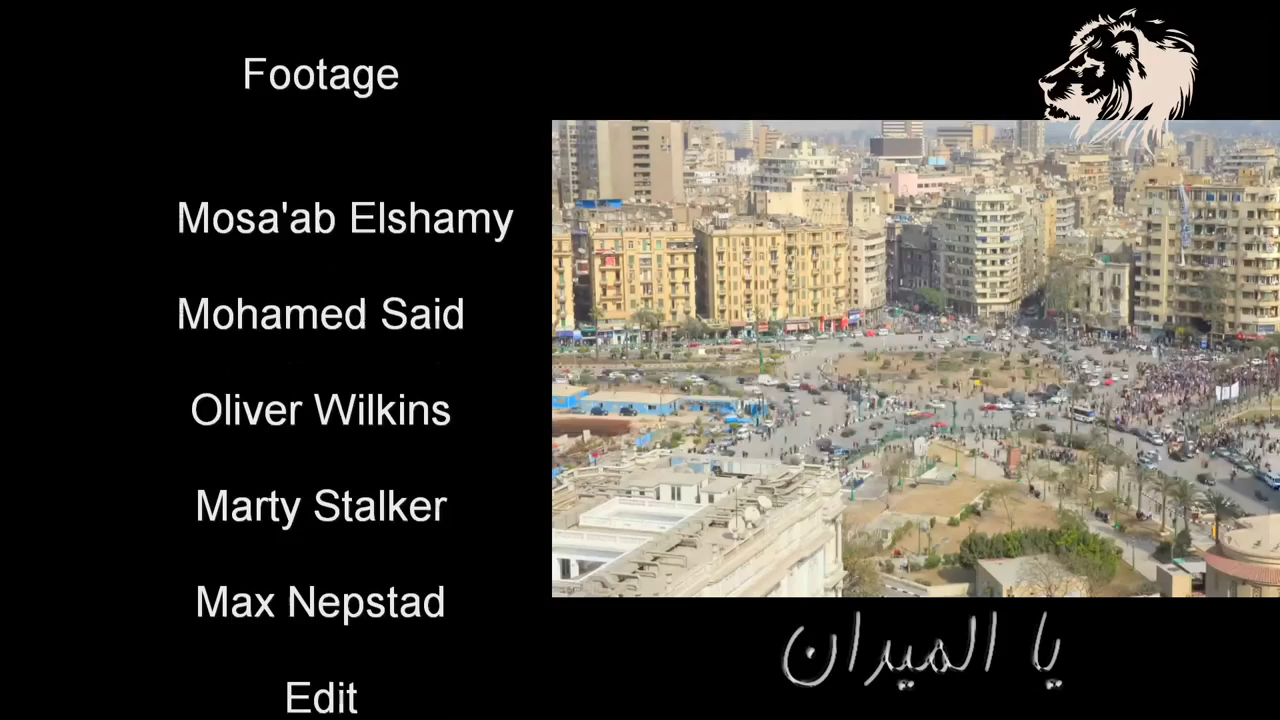 Footage
Mosa'ab Elshamy
Mohamed Said
Oliver Wilkins
Marty Stalker
Max Nepstad
Edit
يا الميدان